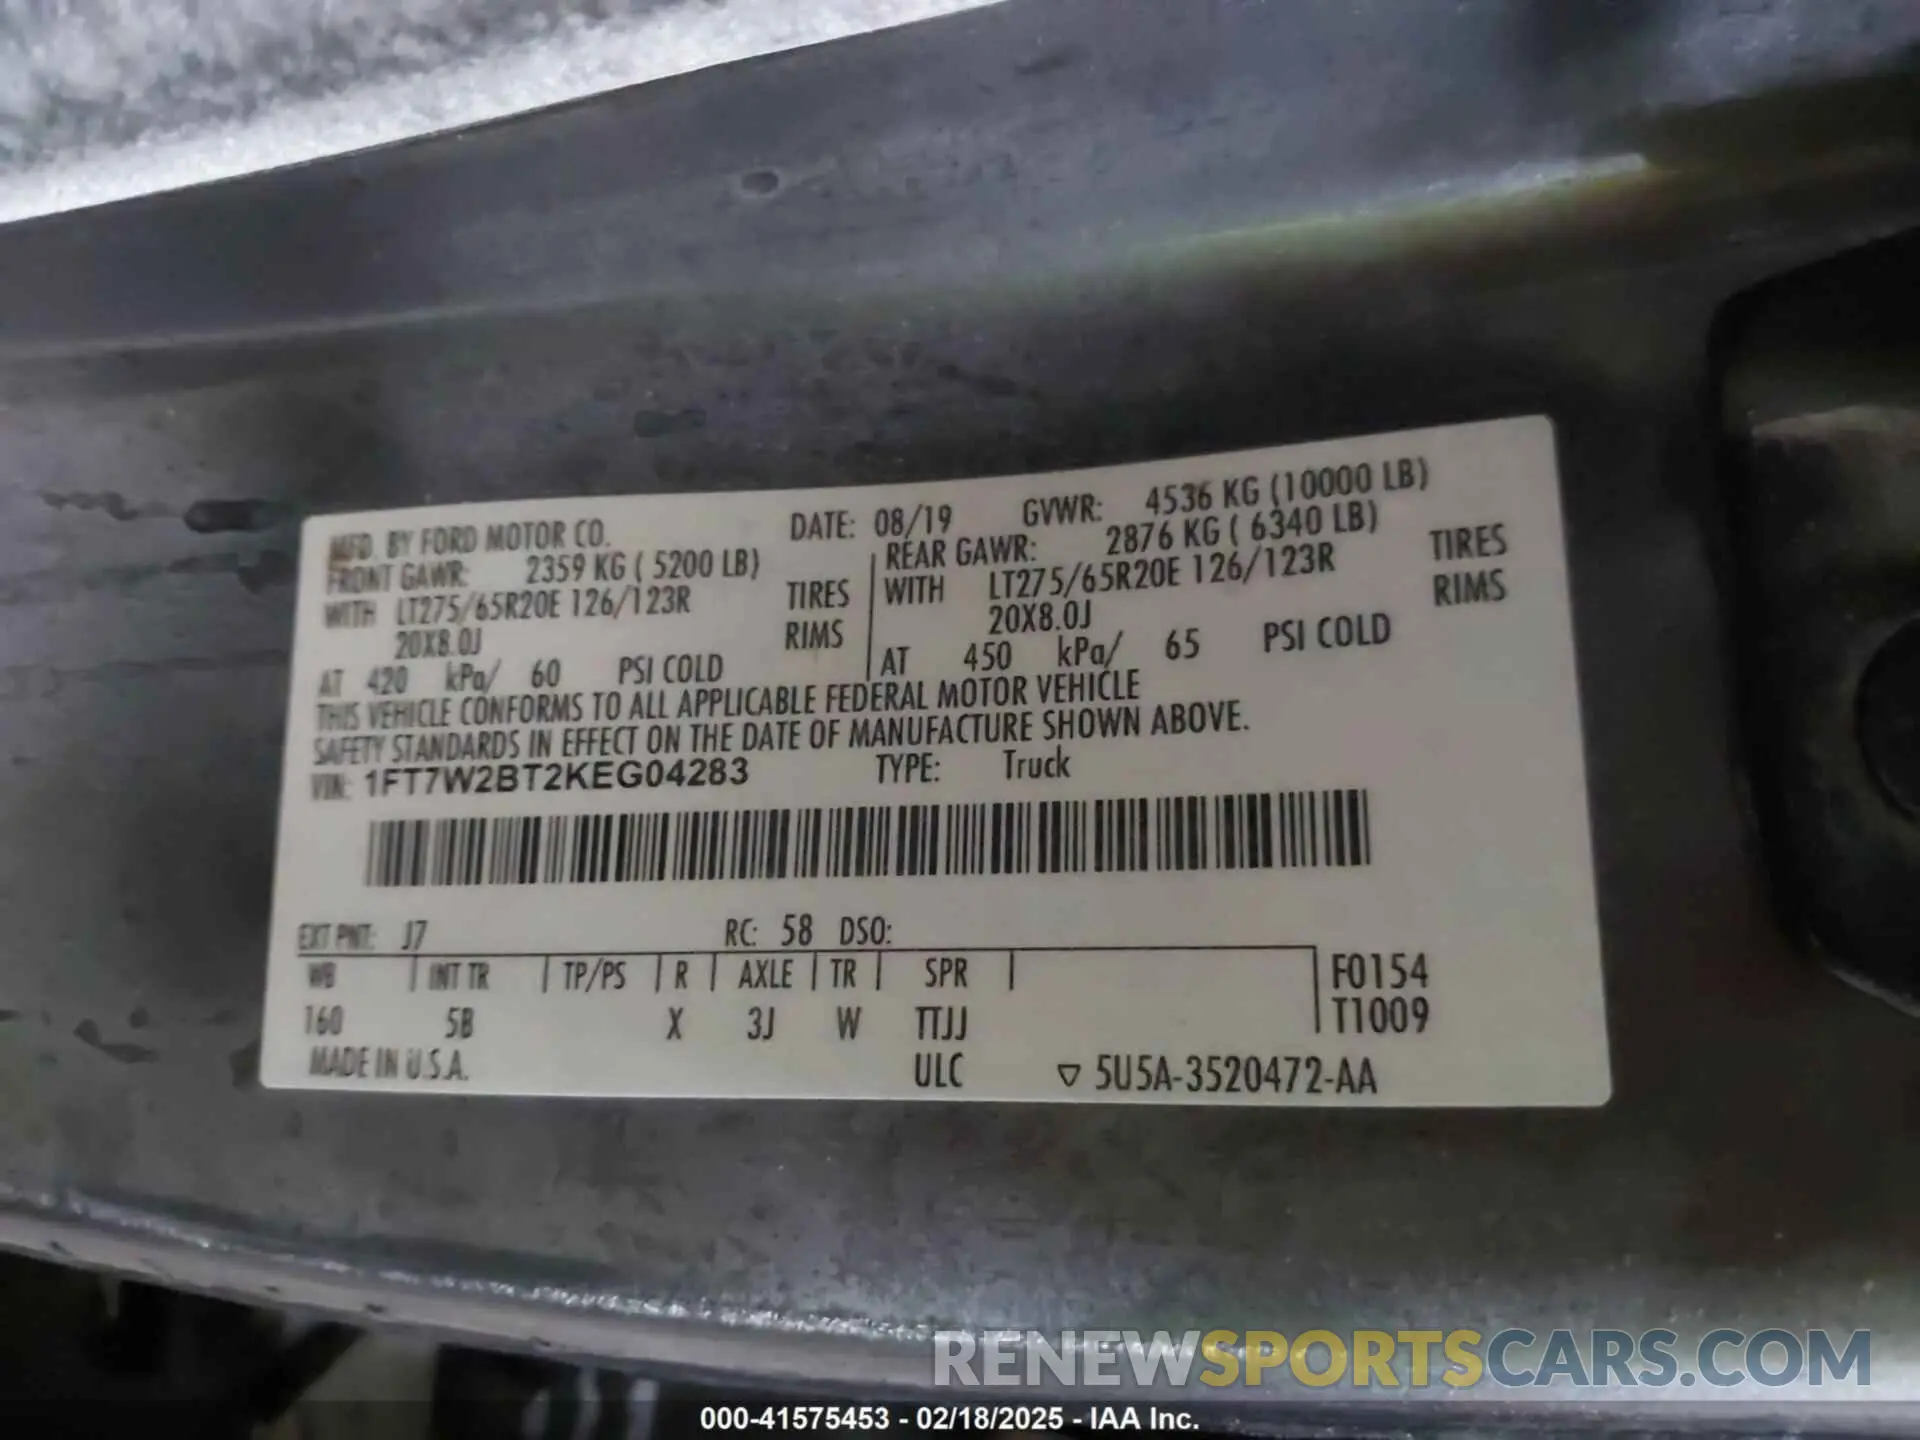 MFD. BY FORD MOTOR CO. DATE: 08/19 GVWR: 4536 KG (10000 LB)
FRONT GAWR: 2359 KG ( 5200 LB) REAR GAWR: 2876 KG ( 6340 LB)
WITH LT275/65R20E 126/123R TIRES WITH LT275/65R20E 126/123R TIRES
20X8.0J RIMS 20X8.0J RIMS
AT 420 kPa/ 60 PSI COLD AT 450 kPa/ 65 PSI COLD
THIS VEHICLE CONFORMS TO ALL APPLICABLE FEDERAL MOTOR VEHICLE
SAFETY STANDARDS IN EFFECT ON THE DATE OF MANUFACTURE SHOWN ABOVE.
VIN: 1FT7W2BT2KEG04283 TYPE: Truck
EXT PNT: J7 RC: 58 DSO:
WB INT TR TP/PS R AXLE TR SPR F0154
160 5B X 3J W TTJJ T1009
MADE IN U.S.A. ULC 5U5A-3520472-AA
RENEWSPORTSCARS.COM
000-41575453 - 02/18/2025 - IAA Inc.